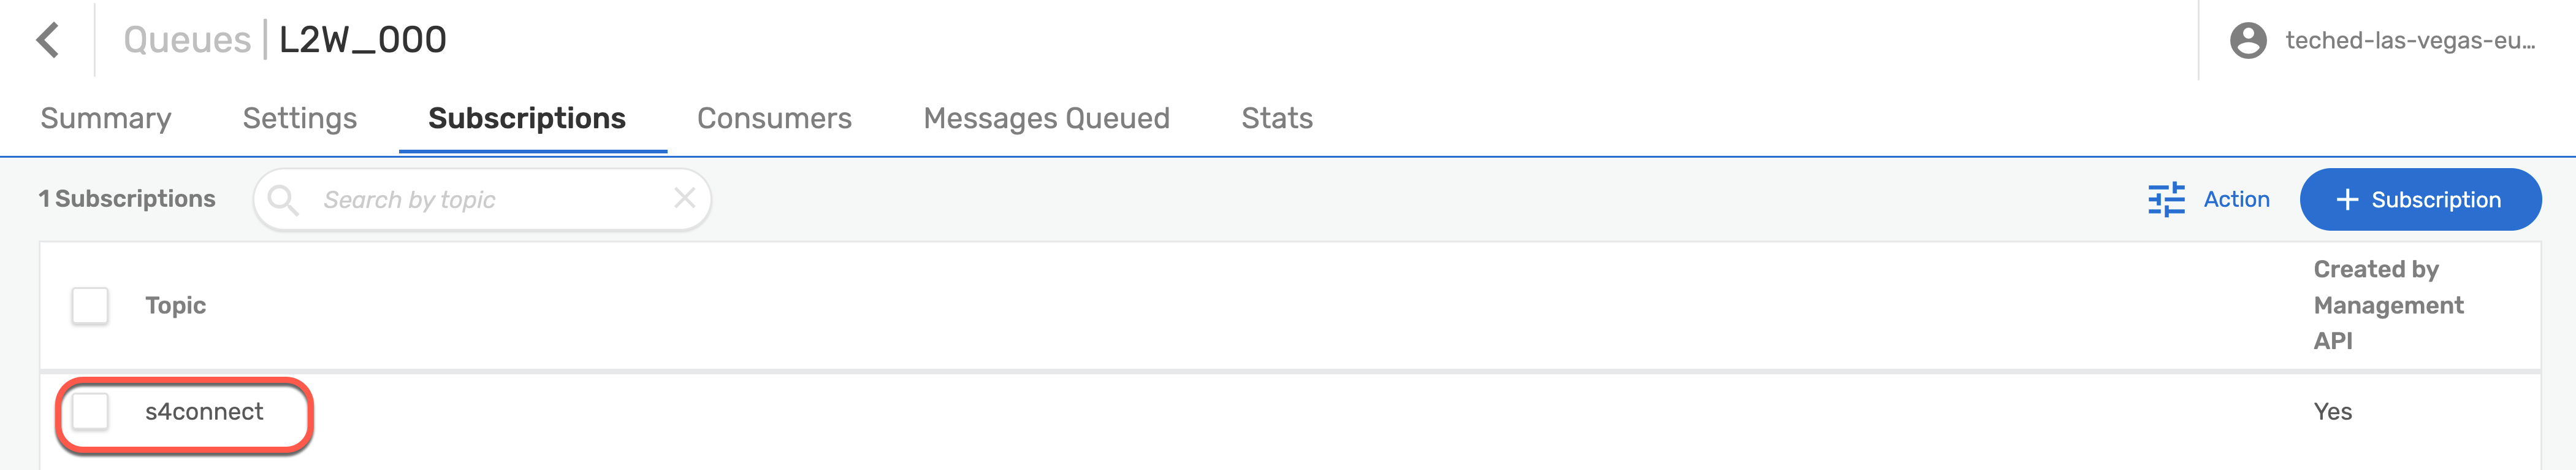 Queues | L2W_000
teched-las-vegas-eu...
Summary Settings Subscriptions Consumers Messages Queued Stats
1 Subscriptions
Search by topic
Action
+ Subscription
Topic
Created by
Management
API
s4connect
Yes